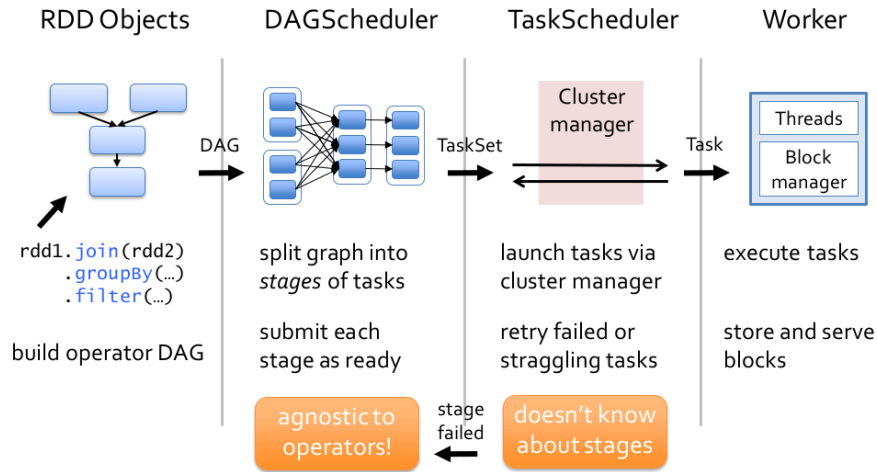 RDD Objects
DAGScheduler
TaskScheduler
Worker
DAG
TaskSet
Cluster
manager
Task
Threads
Block
manager
rdd1.join(rdd2)
.groupBy(…)
.filter(…)
build operator DAG
split graph into
stages of tasks
submit each
stage as ready
agnostic to
operators!
stage
failed
launch tasks via
cluster manager
retry failed or
straggling tasks
doesn't know
about stages
execute tasks
store and serve
blocks